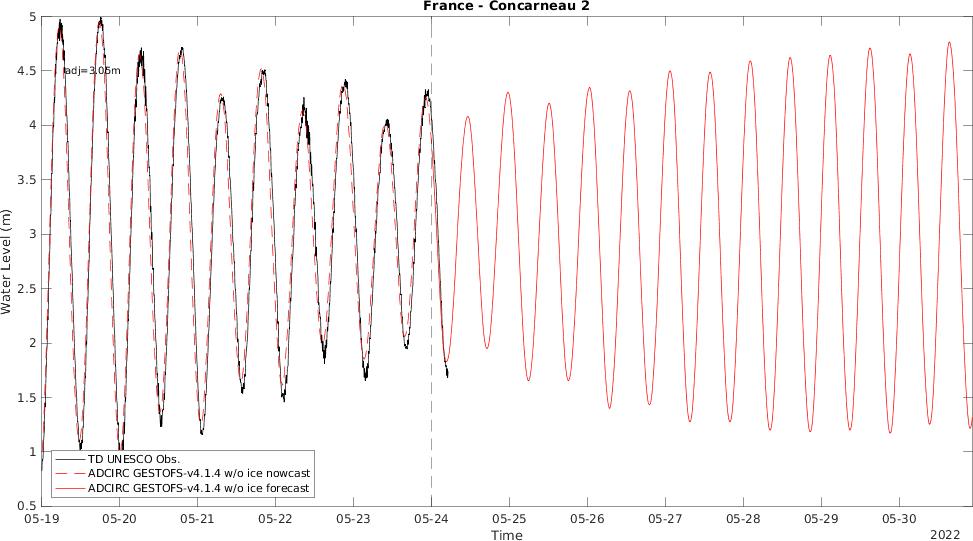 France - Concarneau 2
5
4.5
4
3.5
3
2.5
2
1.5
1
0.5
Water Level (m)
adj=3.05m
TD UNESCO Obs.
ADCIRC GESTOFS-v4.1.4 w/o ice nowcast
ADCIRC GESTOFS-v4.1.4 w/o ice forecast
05-19 05-20 05-21 05-22 05-23 05-24 05-25 05-26 05-27 05-28 05-29 05-30
Time
2022